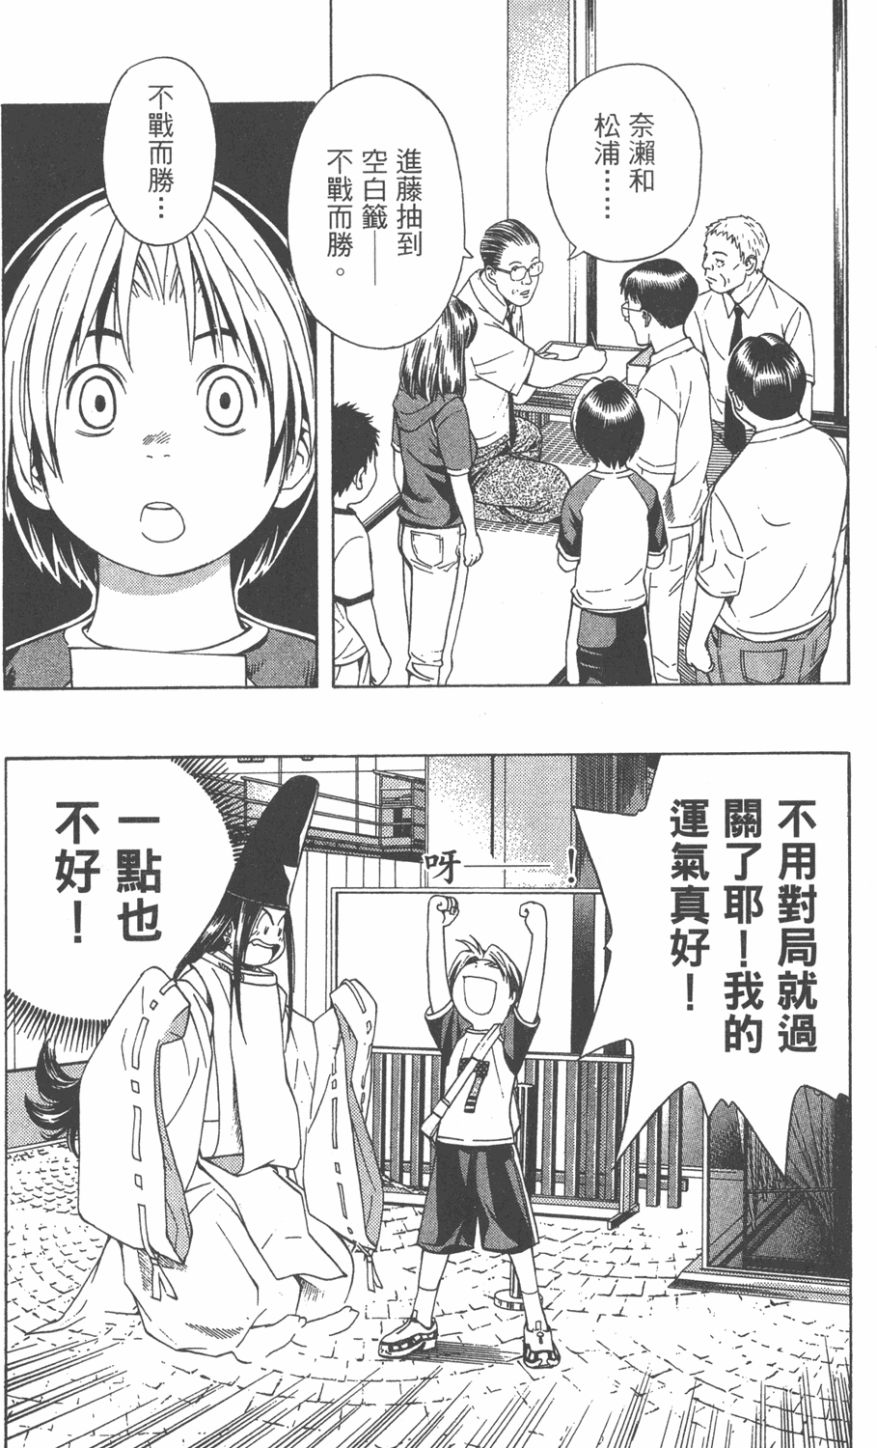 奈瀨和
松浦……
進藤抽到
空白籤──
不戰而勝。
不戰而勝…
不用對局就過
關了耶！我的
運氣真好！
呀────！
一點也
不好！